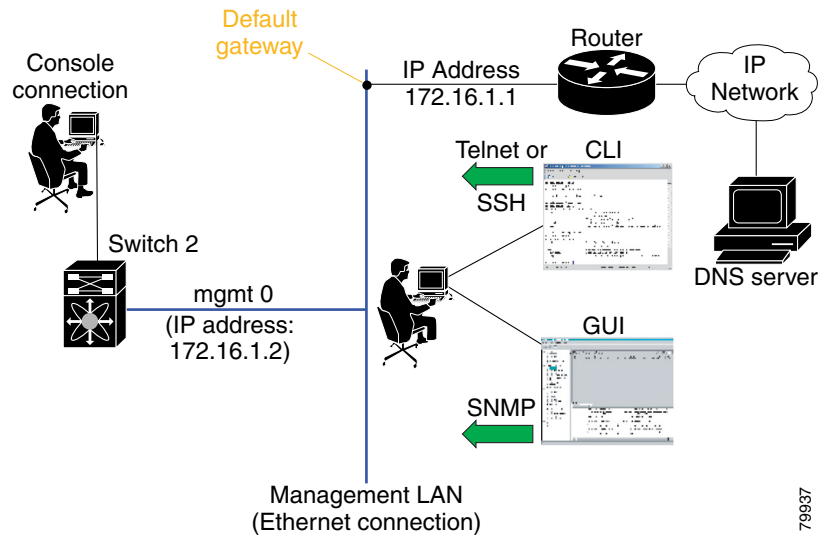 Default
gateway
Router
Console
connection
IP Address
172.16.1.1
IP
Network
Telnet or
CLI
SSH
Switch 2
DNS server
mgmt 0
(IP address:
172.16.1.2)
GUI
SNMP
Management LAN
(Ethernet connection)
79937